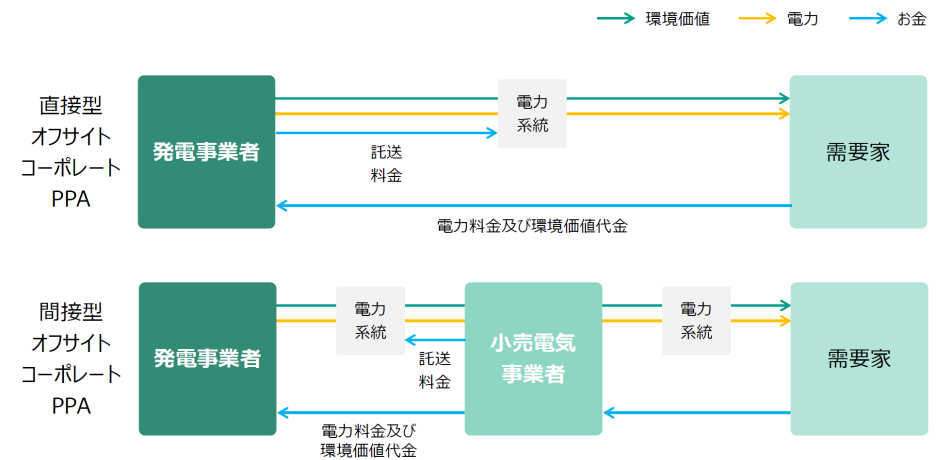 環境価値
電力
お金
直接型
オフサイト
コーポレート
PPA
発電事業者
電力
系統
託送
料金
需要家
電力料金及び環境価値代金
間接型
オフサイト
コーポレート
PPA
発電事業者
電力
系統
託送
料金
小売電気
事業者
電力
系統
需要家
電力料金及び
環境価値代金